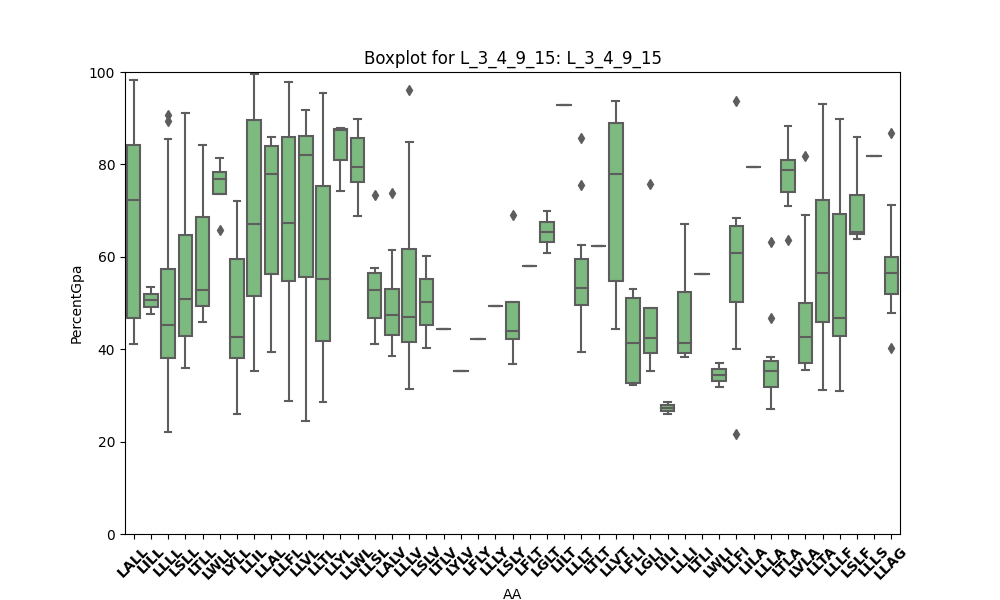 Boxplot for L_3_4_9_15: L_3_4_9_15
100
80
60
40
20
0
PercentGpa
LALL LILL LLLL LSLL LTLL LWLL LYLL LLIL LLAL LLFL LLVL LLTL LLYL LLWL LLSL LALV LLLV LSLV LTLV LYLV LFLY LLLY LSLY LFLT LGLT LILT LLLT LTLT LLVT LFLI LGLI LILI LLLI LTLI LWLI LLFI LILA LLLA LTLA LVLA LLTA LLLF LSLF LLLS LLAG
AA